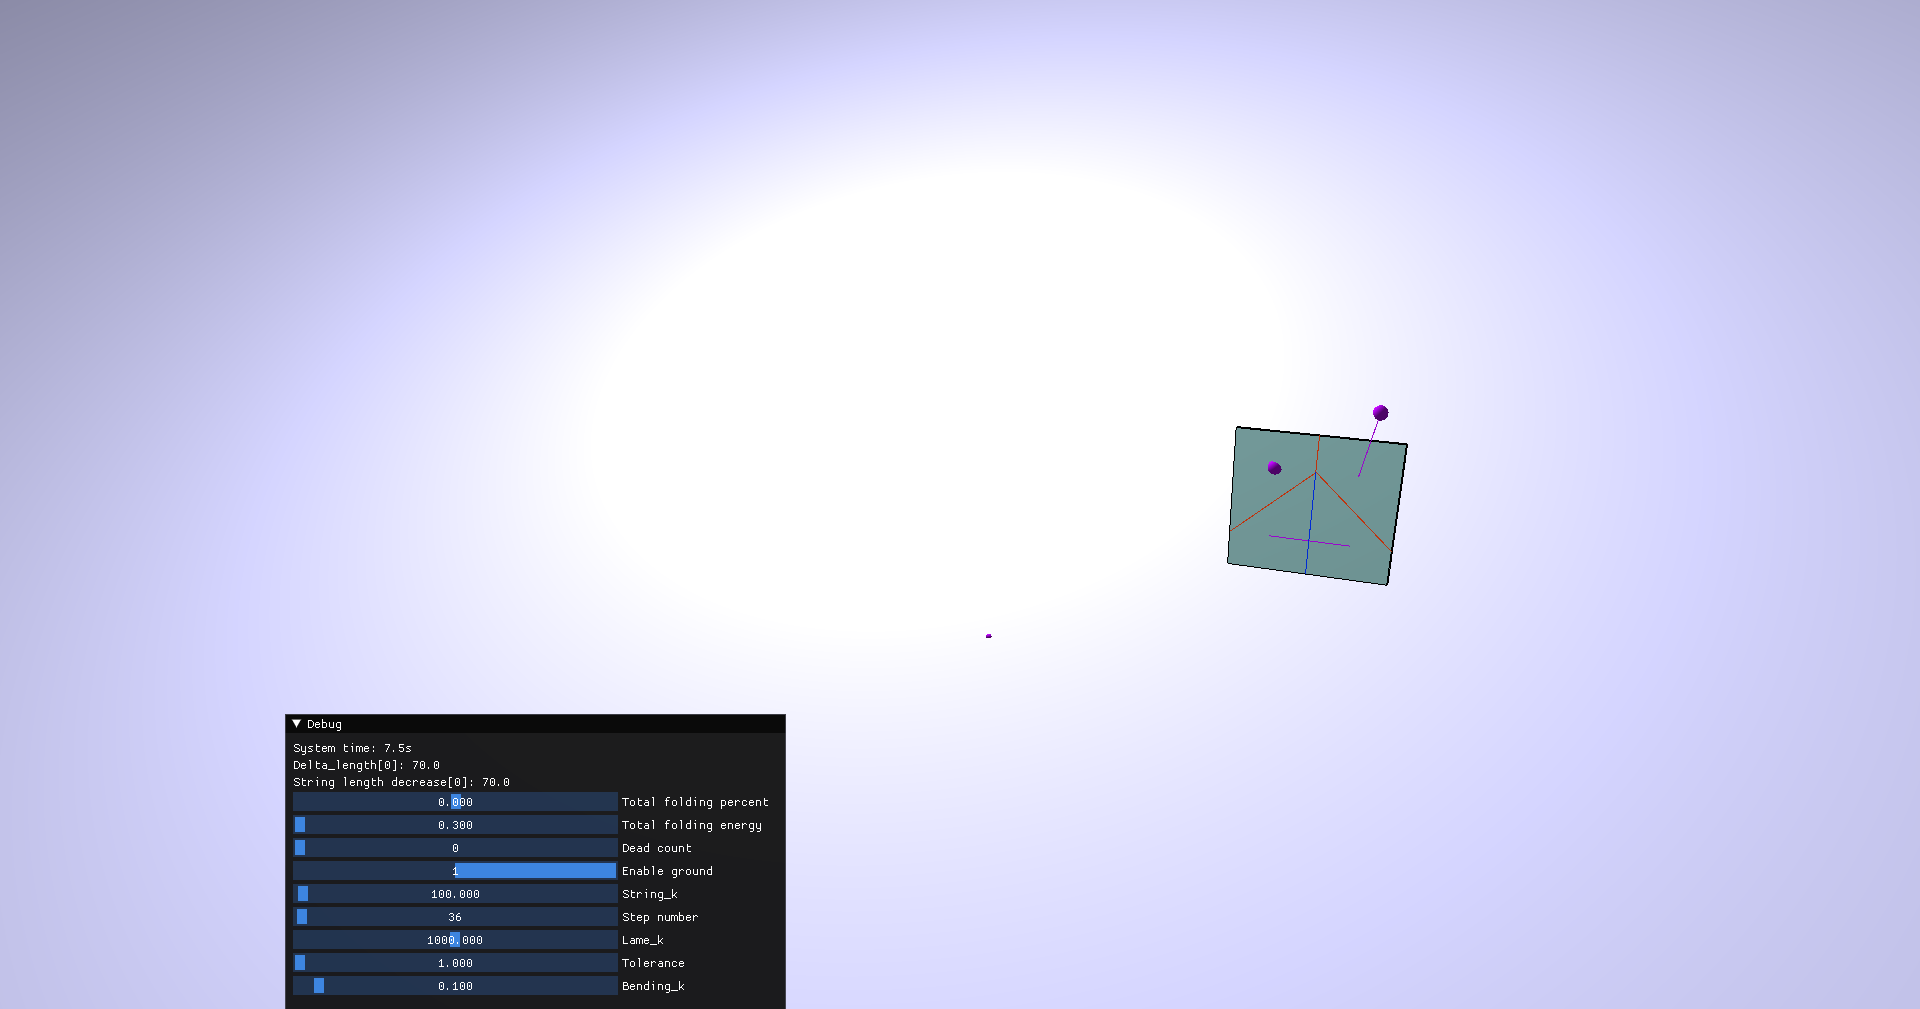 Debug
System time: 7.5s
Delta_length[0]: 70.0
String length decrease[0]: 70.0
0.000 Total folding percent
0.300 Total folding energy
0 Dead count
1 Enable ground
100.000 String_k
36 Step number
1000.000 Lame_k
1.000 Tolerance
0.100 Bending_k